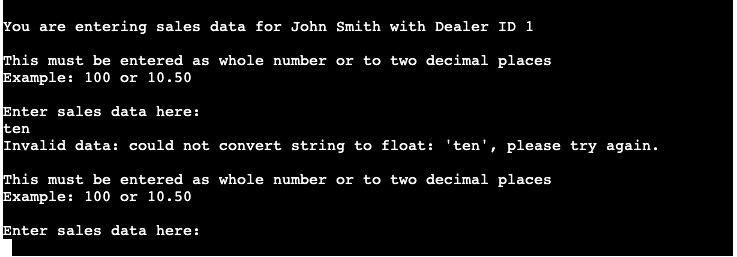 You are entering sales data for John Smith with Dealer ID 1
This must be entered as whole number or to two decimal places
Example: 100 or 10.50
Enter sales data here:
ten
Invalid data: could not convert string to float: 'ten', please try again.
This must be entered as whole number or to two decimal places
Example: 100 or 10.50
Enter sales data here: